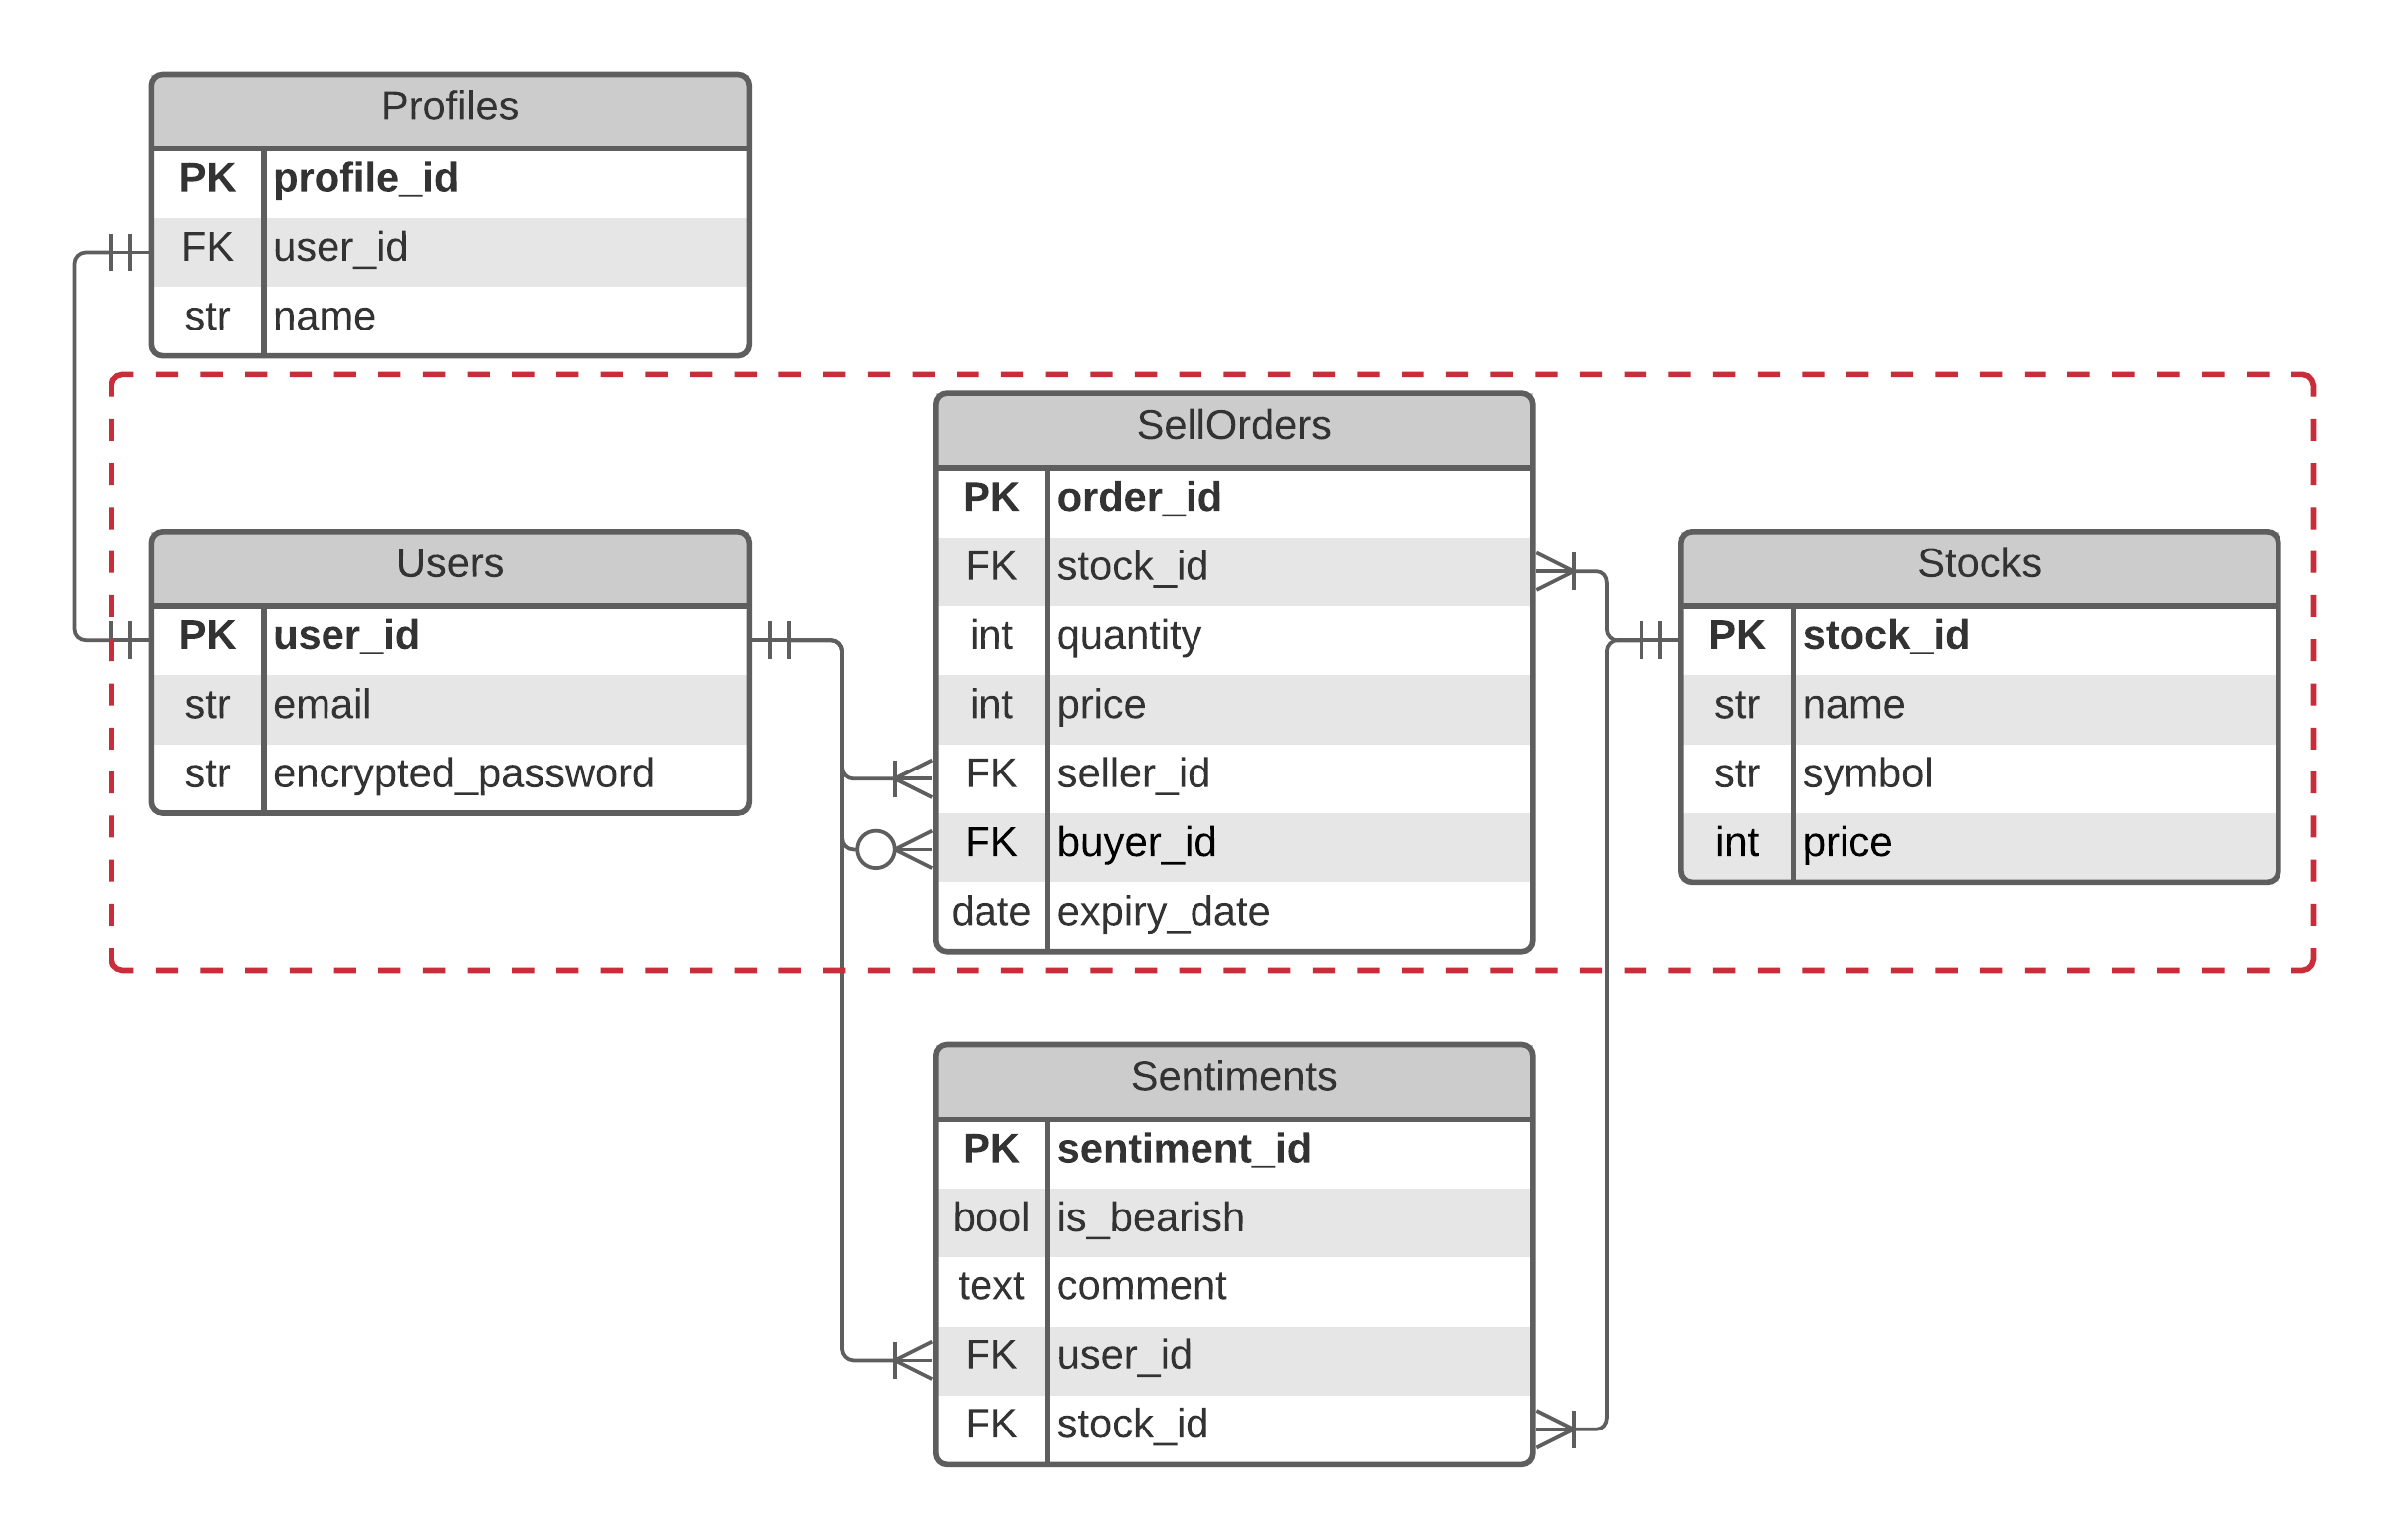 Profiles
PK profile_id
FK user_id
str name
Users
PK user_id
str email
str encrypted_password
SellOrders
PK order_id
FK stock_id
int quantity
int price
FK seller_id
FK buyer_id
date expiry_date
Stocks
PK stock_id
str name
str symbol
int price
Sentiments
PK sentiment_id
bool is_bearish
text comment
FK user_id
FK stock_id